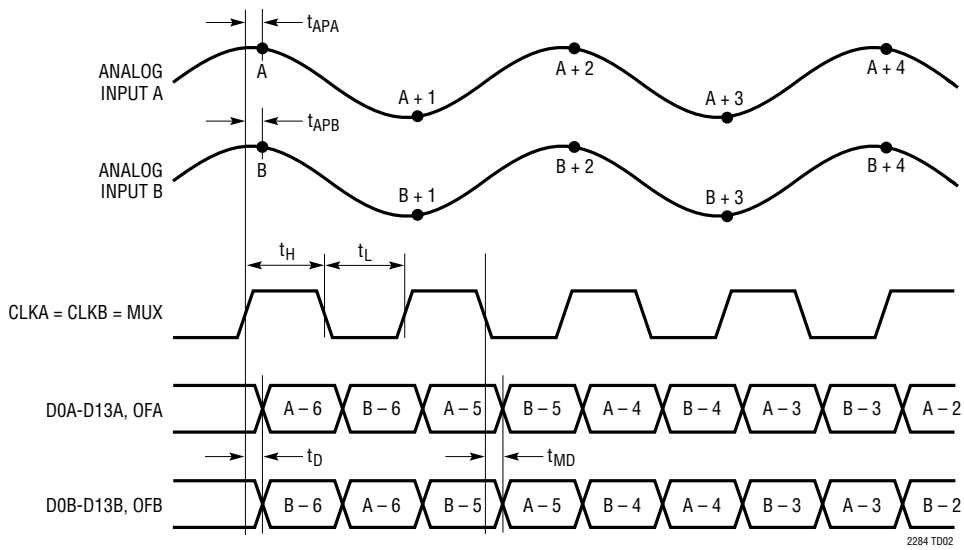 tAPA
ANALOG
INPUT A
A
A + 1
A + 2
A + 3
A + 4
tAPB
ANALOG
INPUT B
B
B + 1
B + 2
B + 3
B + 4
tH
tL
CLKA = CLKB = MUX
D0A-D13A, OFA
A – 6
B – 6
A – 5
B – 5
A – 4
B – 4
A – 3
B – 3
A – 2
tD
tMD
D0B-D13B, OFB
B – 6
A – 6
B – 5
A – 5
B – 4
A – 4
B – 3
A – 3
B – 2
2284 TD02